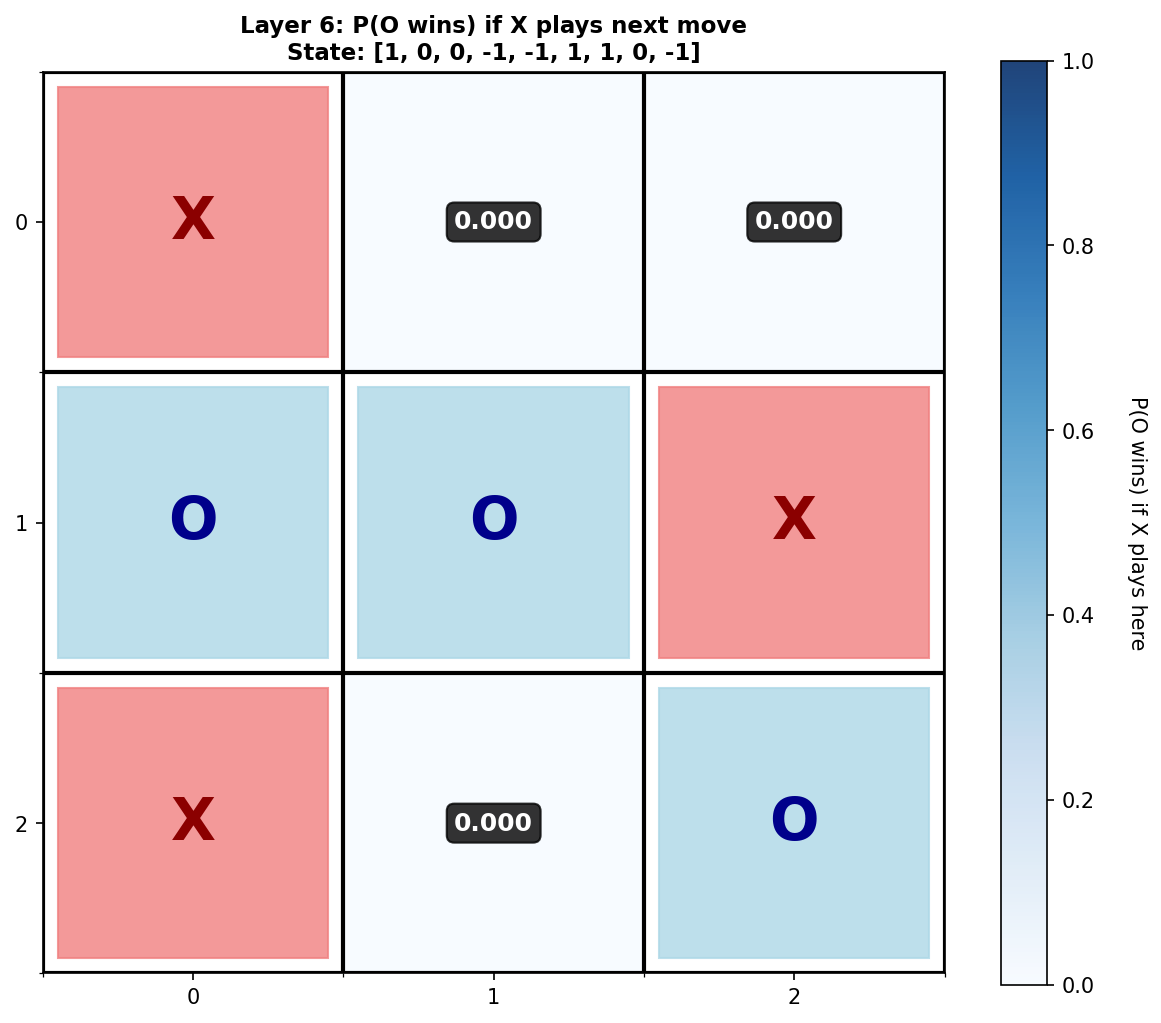 Layer 6: P(O wins) if X plays next move
State: [1, 0, 0, -1, -1, 1, 1, 0, -1]
0
X
0.000
0.000
1
O
O
X
2
X
0.000
O
0
1
2
1.0
0.8
0.6
0.4
0.2
0.0
P(O wins) if X plays here